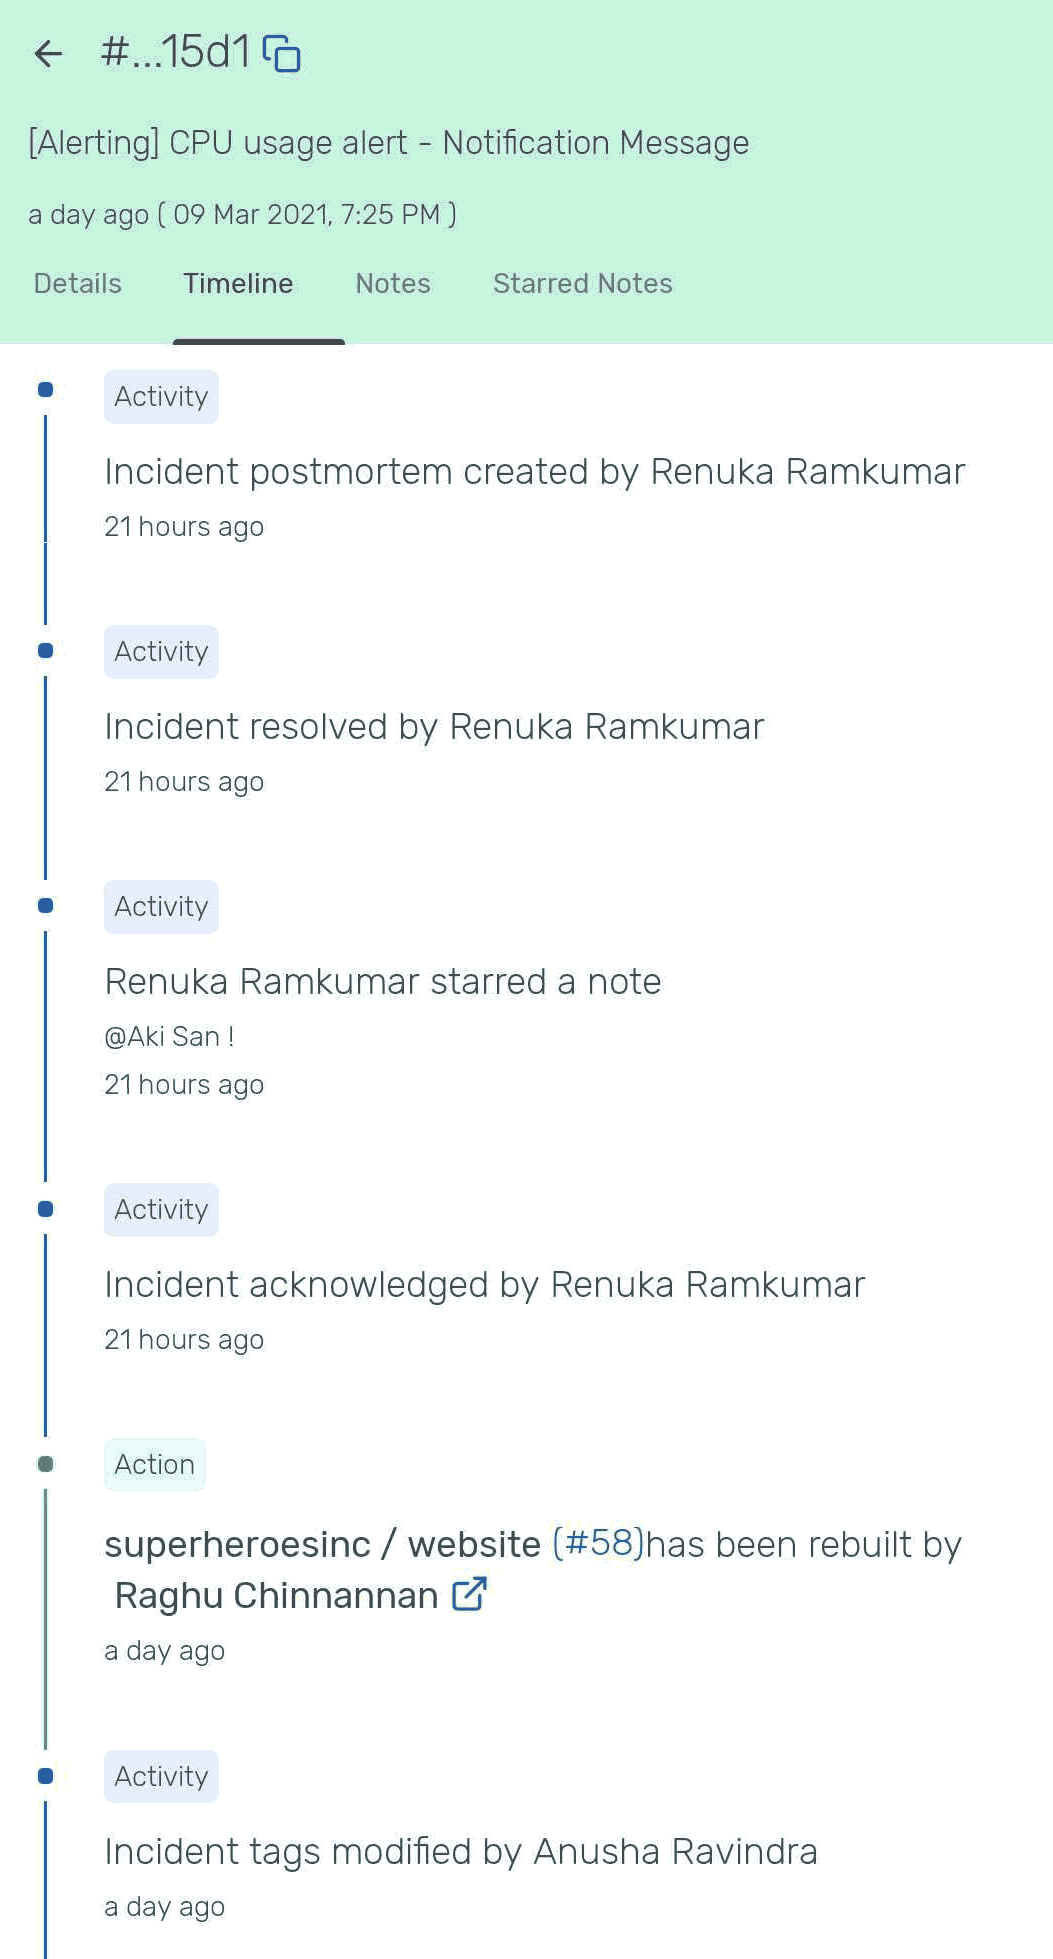 #...15d1
[Alerting] CPU usage alert - Notification Message
a day ago ( 09 Mar 2021, 7:25 PM )
Details Timeline Notes Starred Notes
Activity
Incident postmortem created by Renuka Ramkumar
21 hours ago
Activity
Incident resolved by Renuka Ramkumar
21 hours ago
Activity
Renuka Ramkumar starred a note
@Aki San !
21 hours ago
Activity
Incident acknowledged by Renuka Ramkumar
21 hours ago
Action
superheroesinc / website (#58)has been rebuilt by
Raghu Chinnannan
a day ago
Activity
Incident tags modified by Anusha Ravindra
a day ago